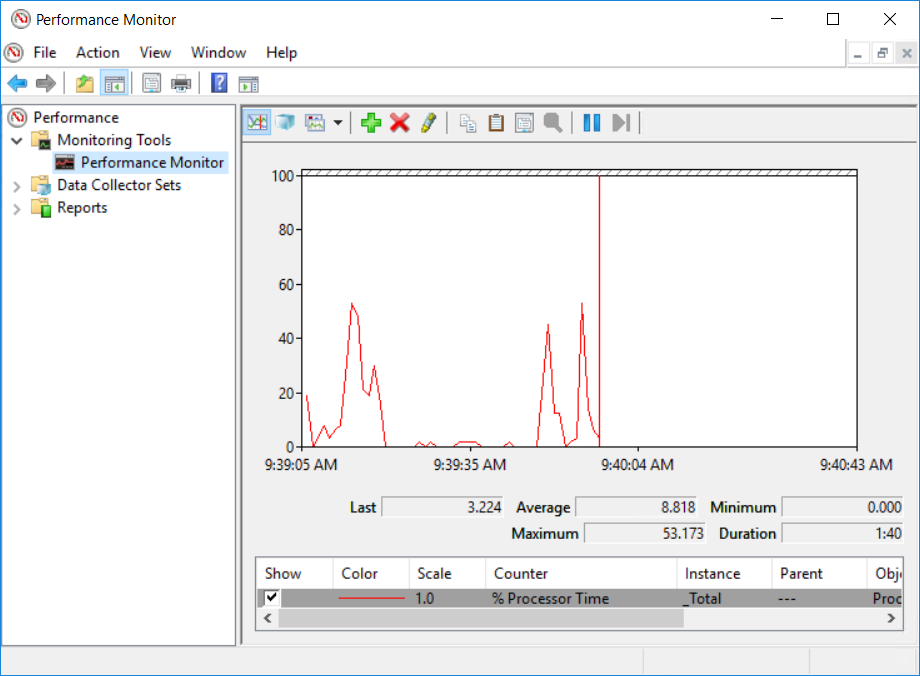 Performance Monitor
File Action View Window Help
Performance
Monitoring Tools
Performance Monitor
Data Collector Sets
Reports
100
80
60
40
20
0
9:39:05 AM 9:39:35 AM 9:40:04 AM 9:40:43 AM
Last 3.224 Average 8.818 Minimum 0.000
Maximum 53.173 Duration 1:40
Show Color Scale Counter Instance Parent Obj
1.0 % Processor Time _Total --- Proc